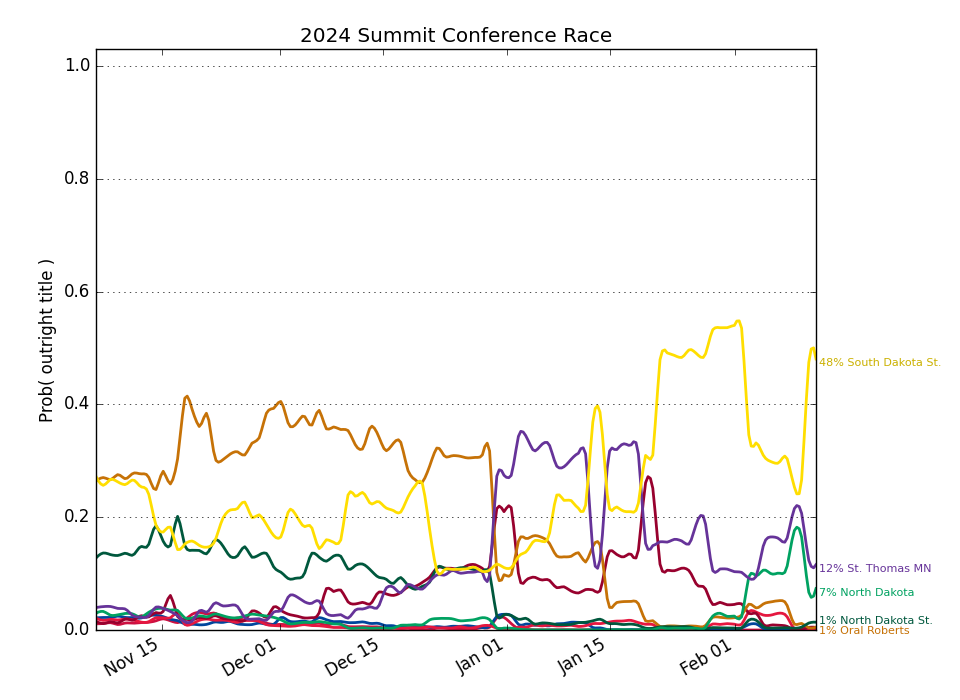 2024 Summit Conference Race
Prob( outright title )
1.0
0.8
0.6
0.4
0.2
0.0
48% South Dakota St.
12% St. Thomas MN
7% North Dakota
1% North Dakota St.
1% Oral Roberts
Nov 15
Dec 01
Dec 15
Jan 01
Jan 15
Feb 01